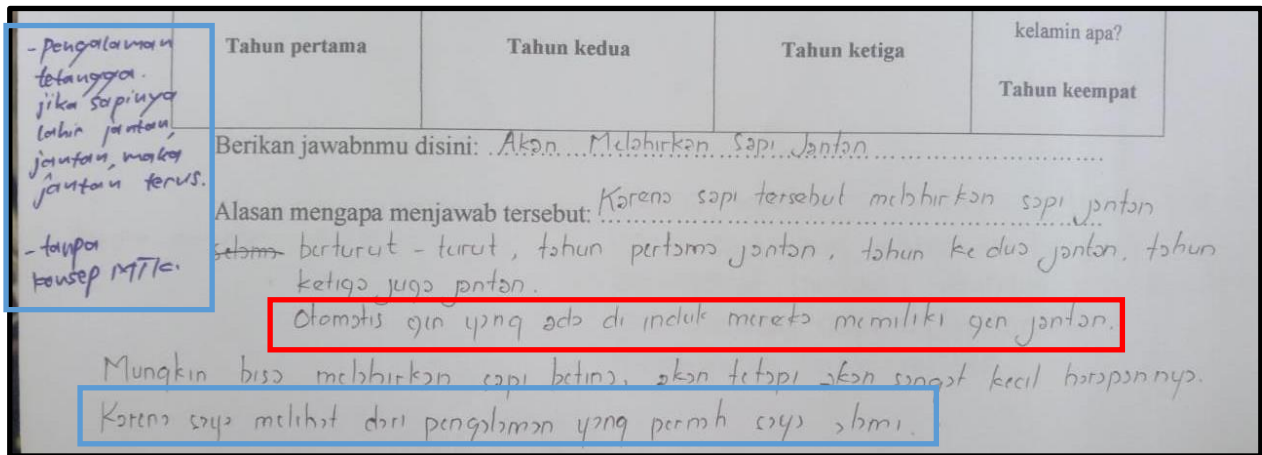 - Pengalaman
tetangga.
jika sapinya
lahir jantan
jantan, maka
jantan terus.
- tanpa
konsep MTK.
Tahun pertama
Tahun kedua
Tahun ketiga
kelamin apa?
Tahun keempat
Berikan jawabnmu disini: Akan Melahirkan Sapi Jantan
Alasan mengapa menjawab tersebut: Karena sapi tersebut melahirkan sapi jantan
selama berturut - turut, tahun pertama jantan, tahun kedua jantan, tahun
ketiga juga jantan.
Otomatis gen yang ada di induk mereka memiliki gen jantan.
Mungkin bisa melahirkan sapi betina, akan tetapi akan sangat kecil harapannya.
Karena saya melihat dari pengalaman yang pernah saya alami.